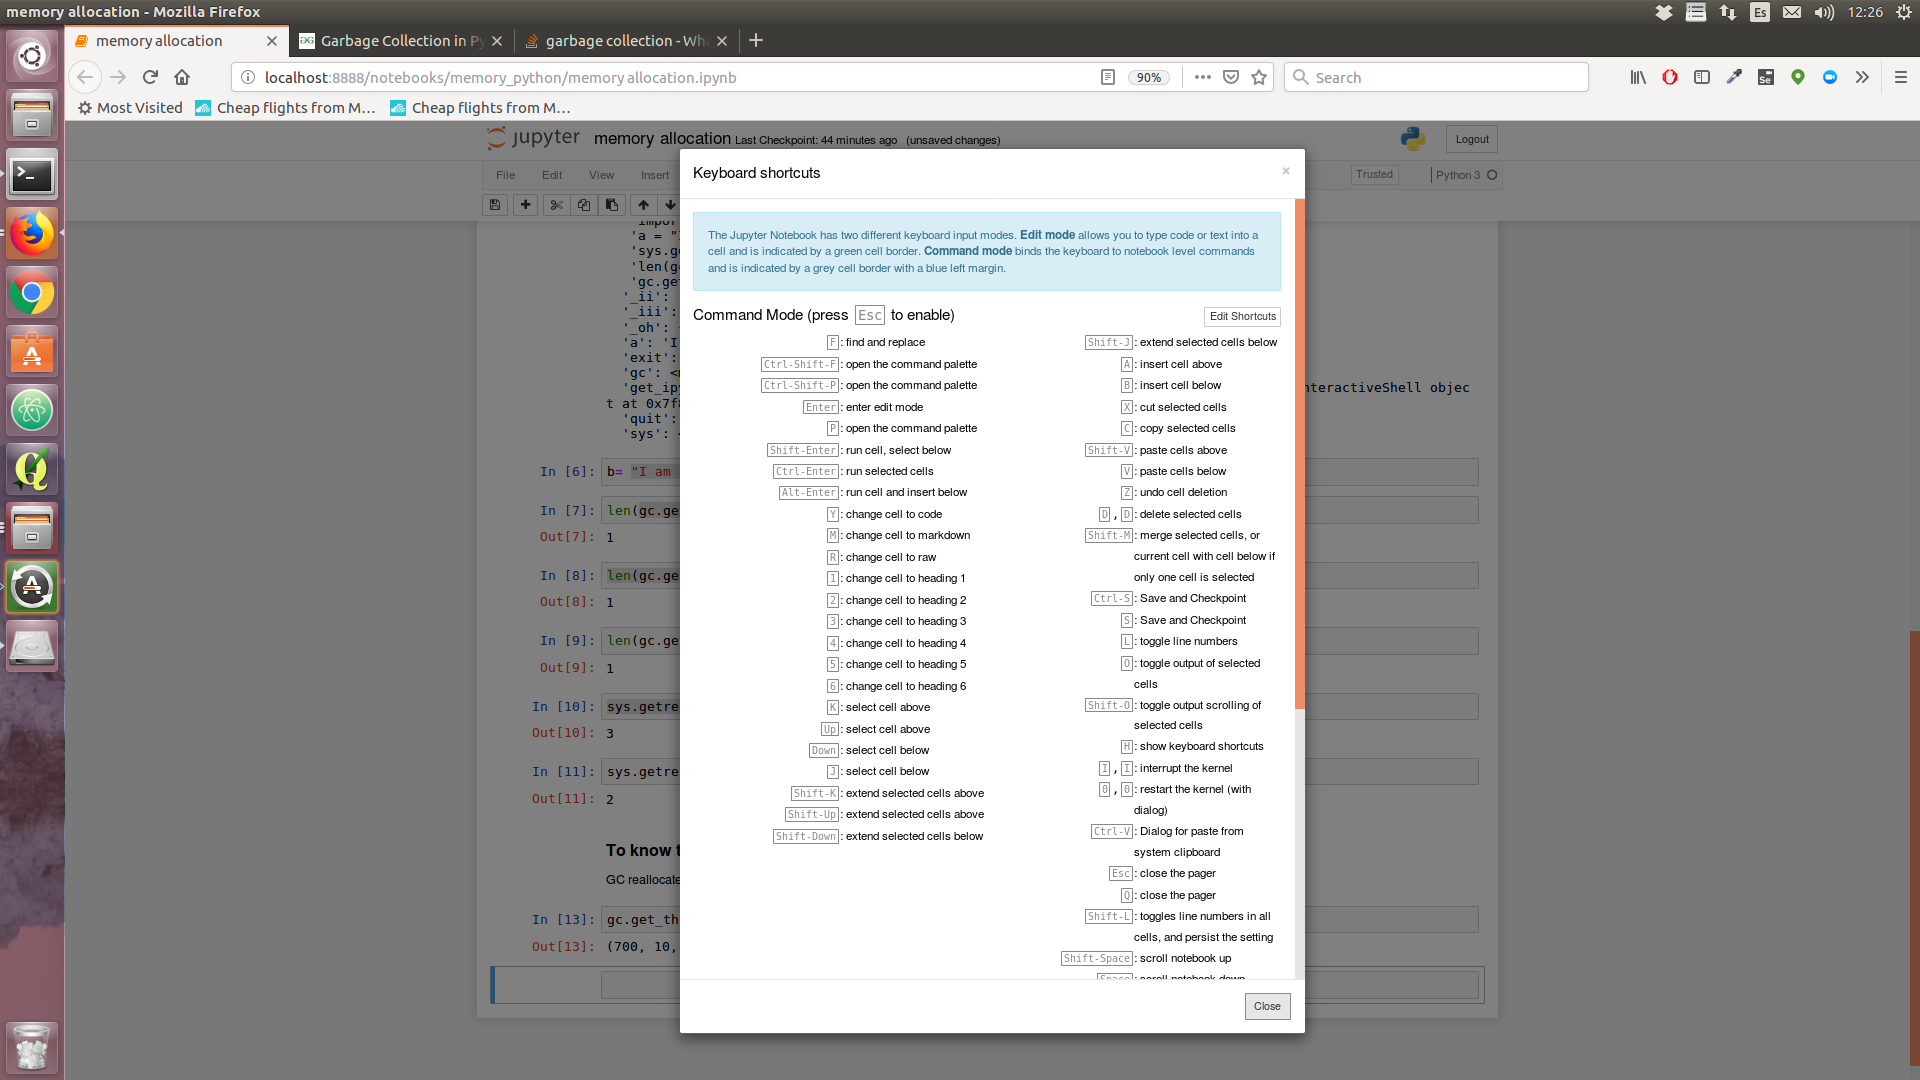 memory allocation - Mozilla Firefox
Es
12:26
memory allocation
Garbage Collection in Py
garbage collection - Wha
localhost:8888/notebooks/memory_python/memory allocation.ipynb
90%
Search
Most Visited
Cheap flights from M...
Cheap flights from M...
jupyter
memory allocation Last Checkpoint: 44 minutes ago (unsaved changes)
Logout
File Edit View Insert
Trusted
Python 3
Keyboard shortcuts
×
The Jupyter Notebook has two different keyboard input modes. Edit mode allows you to type code or text into a
cell and is indicated by a green cell border. Command mode binds the keyboard to notebook level commands
and is indicated by a grey cell border with a blue left margin.
Command Mode (press Esc to enable)
Edit Shortcuts
F : find and replace
Ctrl-Shift-F : open the command palette
Ctrl-Shift-P : open the command palette
Enter : enter edit mode
P : open the command palette
Shift-Enter : run cell, select below
Ctrl-Enter : run selected cells
Alt-Enter : run cell and insert below
Y : change cell to code
M : change cell to markdown
R : change cell to raw
1 : change cell to heading 1
2 : change cell to heading 2
3 : change cell to heading 3
4 : change cell to heading 4
5 : change cell to heading 5
6 : change cell to heading 6
K : select cell above
Up : select cell above
Down : select cell below
J : select cell below
Shift-K : extend selected cells above
Shift-Up : extend selected cells above
Shift-Down : extend selected cells below
Shift-J : extend selected cells below
A : insert cell above
B : insert cell below
X : cut selected cells
C : copy selected cells
Shift-V : paste cells above
V : paste cells below
Z : undo cell deletion
D , D : delete selected cells
Shift-M : merge selected cells, or
current cell with cell below if
only one cell is selected
Ctrl-S : Save and Checkpoint
S : Save and Checkpoint
L : toggle line numbers
O : toggle output of selected
cells
Shift-O : toggle output scrolling of
selected cells
H : show keyboard shortcuts
I , I : interrupt the kernel
0 , 0 : restart the kernel (with
dialog)
Ctrl-V : Dialog for paste from
system clipboard
Esc : close the pager
Q : close the pager
Shift-L : toggles line numbers in all
cells, and persist the setting
Shift-Space : scroll notebook up
Space : scroll notebook down
Close
'impor
'a = "
'sys.g
'len(g
'gc.ge
'_ii':
'_iii':
'_oh':
'a': 'I
'exit':
'gc': <
'get_ip
nteractiveShell objec
t at 0x7f
'quit':
'sys':
In [6]: b= "I am
In [7]: len(gc.ge
Out[7]: 1
In [8]: len(gc.ge
Out[8]: 1
In [9]: len(gc.ge
Out[9]: 1
In [10]: sys.getre
Out[10]: 3
In [11]: sys.getre
Out[11]: 2
To know
GC reallocate
In [13]: gc.get_th
Out[13]: (700, 10,